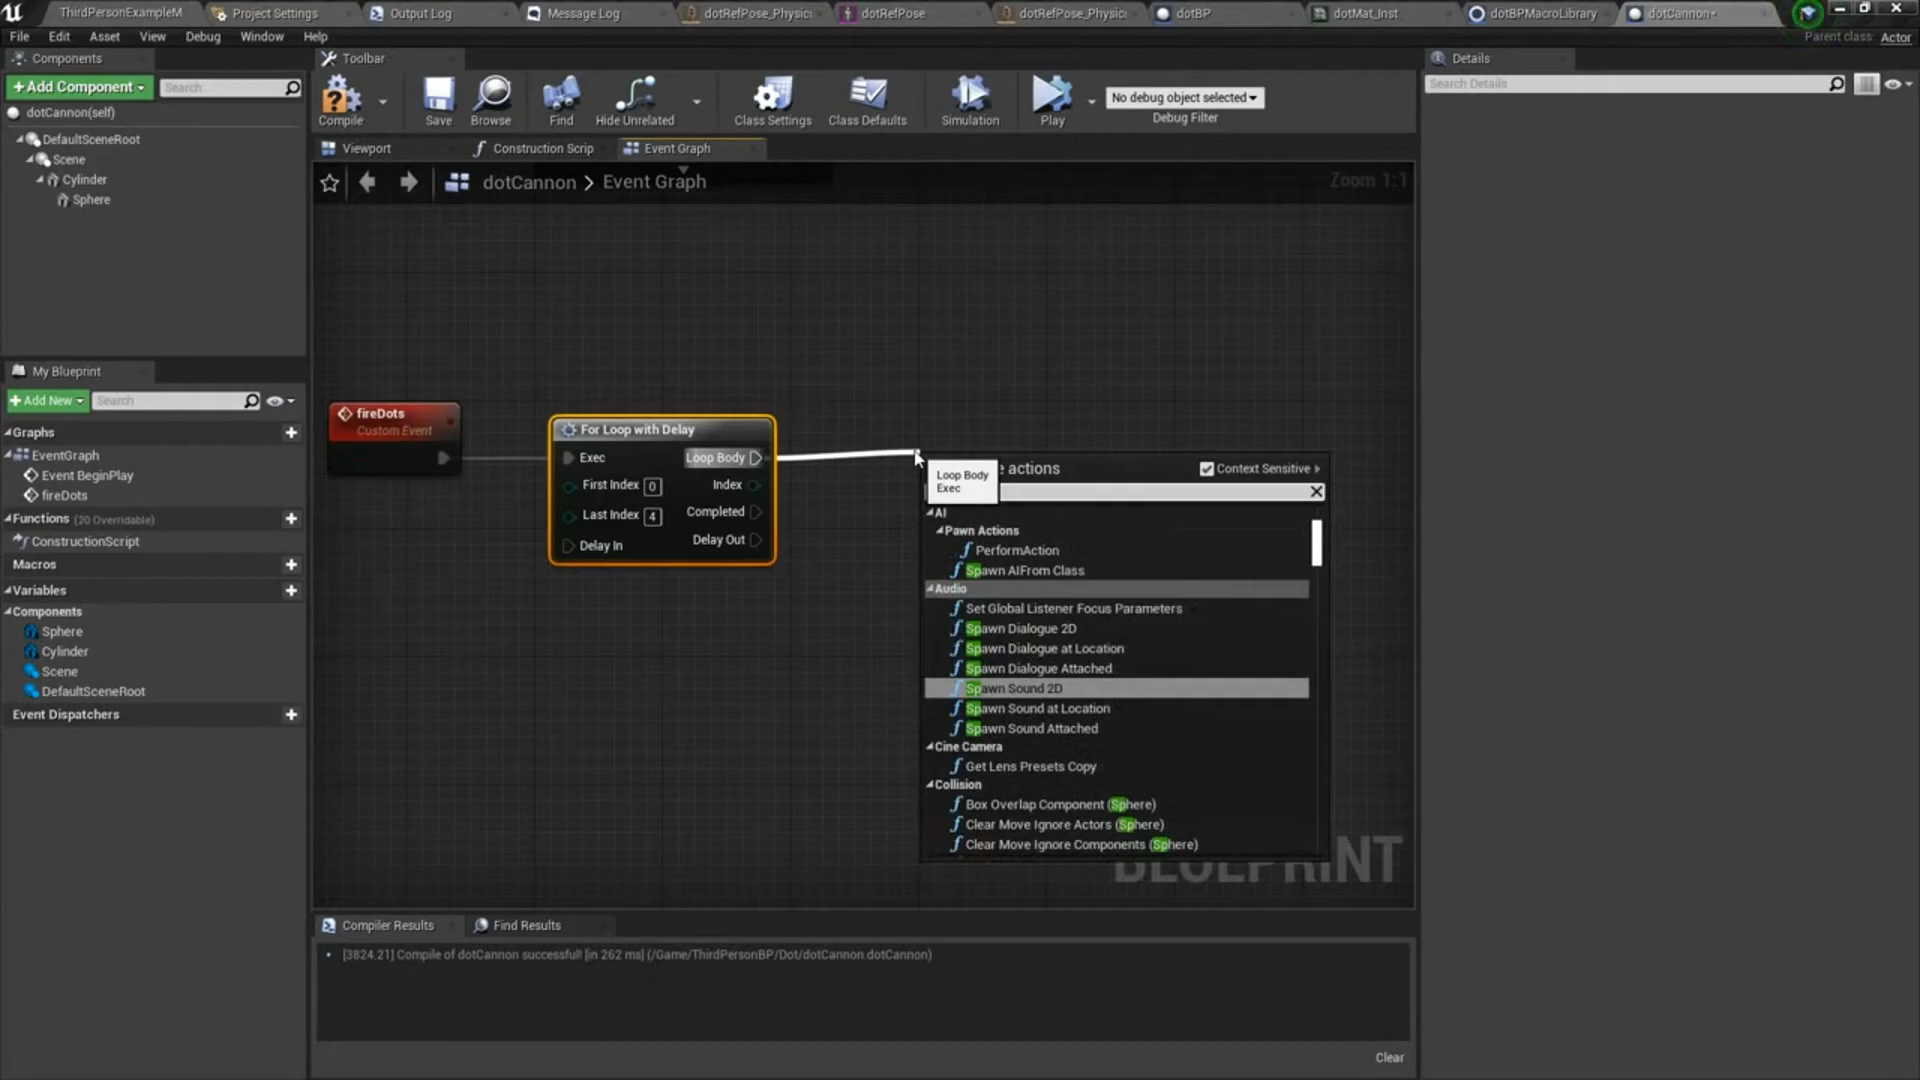 ThirdPersonExampleM
Project Settings
Output Log
Message Log
dotRefPose_Physic
dotRefPose
dotRefPose_Physic
dotBP
dotMat_Inst
dotBPMacroLibrary
dotCannon*
File Edit Asset View Debug Window Help
Parent class: Actor
Components
+Add Component
Search
dotCannon(self)
DefaultSceneRoot
Scene
Cylinder
Sphere
Toolbar
Compile
Save
Browse
Find
Hide Unrelated
Class Settings
Class Defaults
Simulation
Play
No debug object selected
Debug Filter
Viewport
Construction Scrip
Event Graph
dotCannon > Event Graph
Zoom 1:1
Details
Search Details
My Blueprint
+Add New
Search
Graphs
EventGraph
Event BeginPlay
fireDots
Functions (20 Overridable)
ConstructionScript
Macros
Variables
Components
Sphere
Cylinder
Scene
DefaultSceneRoot
Event Dispatchers
fireDots
Custom Event
For Loop with Delay
Exec
Loop Body
First Index 0
Index
Last Index 4
Completed
Delay In
Delay Out
Loop Body
Exec
e actions
Context Sensitive
AI
Pawn Actions
PerformAction
Spawn AIFrom Class
Audio
Set Global Listener Focus Parameters
Spawn Dialogue 2D
Spawn Dialogue at Location
Spawn Dialogue Attached
Spawn Sound 2D
Spawn Sound at Location
Spawn Sound Attached
Cine Camera
Get Lens Presets Copy
Collision
Box Overlap Component (Sphere)
Clear Move Ignore Actors (Sphere)
Clear Move Ignore Components (Sphere)
BLUEPRINT
Compiler Results
Find Results
[3824.21] Compile of dotCannon successful! [in 262 ms] (/Game/ThirdPersonBP/Dot/dotCannon.dotCannon)
Clear